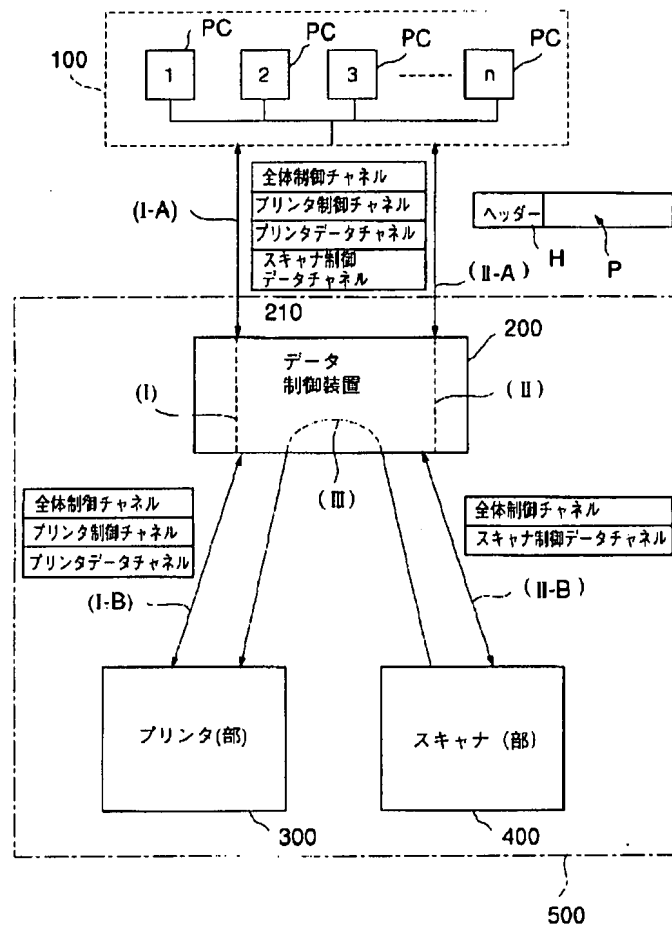 PC
PC
PC
PC
100
1
2
3
n
(I-A)
全体制御チャネル
プリンタ制御チャネル
プリンタデータチャネル
スキャナ制御
データチャネル
ヘッダー
H
P
(II-A)
210
200
データ
制御装置
(I)
(II)
(III)
全体制御チャネル
プリンタ制御チャネル
プリンタデータチャネル
全体制御チャネル
スキャナ制御データチャネル
(I-B)
(II-B)
プリンタ(部)
スキャナ(部)
300
400
500